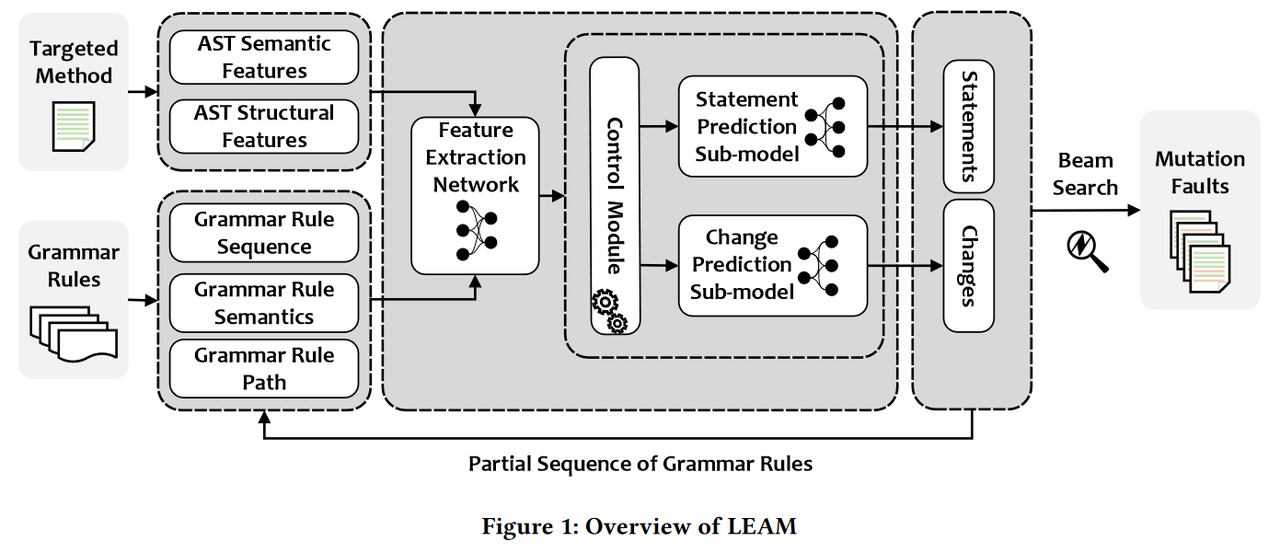 Targeted
Method
AST Semantic
Features
AST Structural
Features
Grammar
Rules
Grammar Rule
Sequence
Grammar Rule
Semantics
Grammar Rule
Path
Feature
Extraction
Network
Control Module
Statement
Prediction
Sub-model
Change
Prediction
Sub-model
Statements
Changes
Beam
Search
Mutation
Faults
Partial Sequence of Grammar Rules
Figure 1: Overview of LEAM